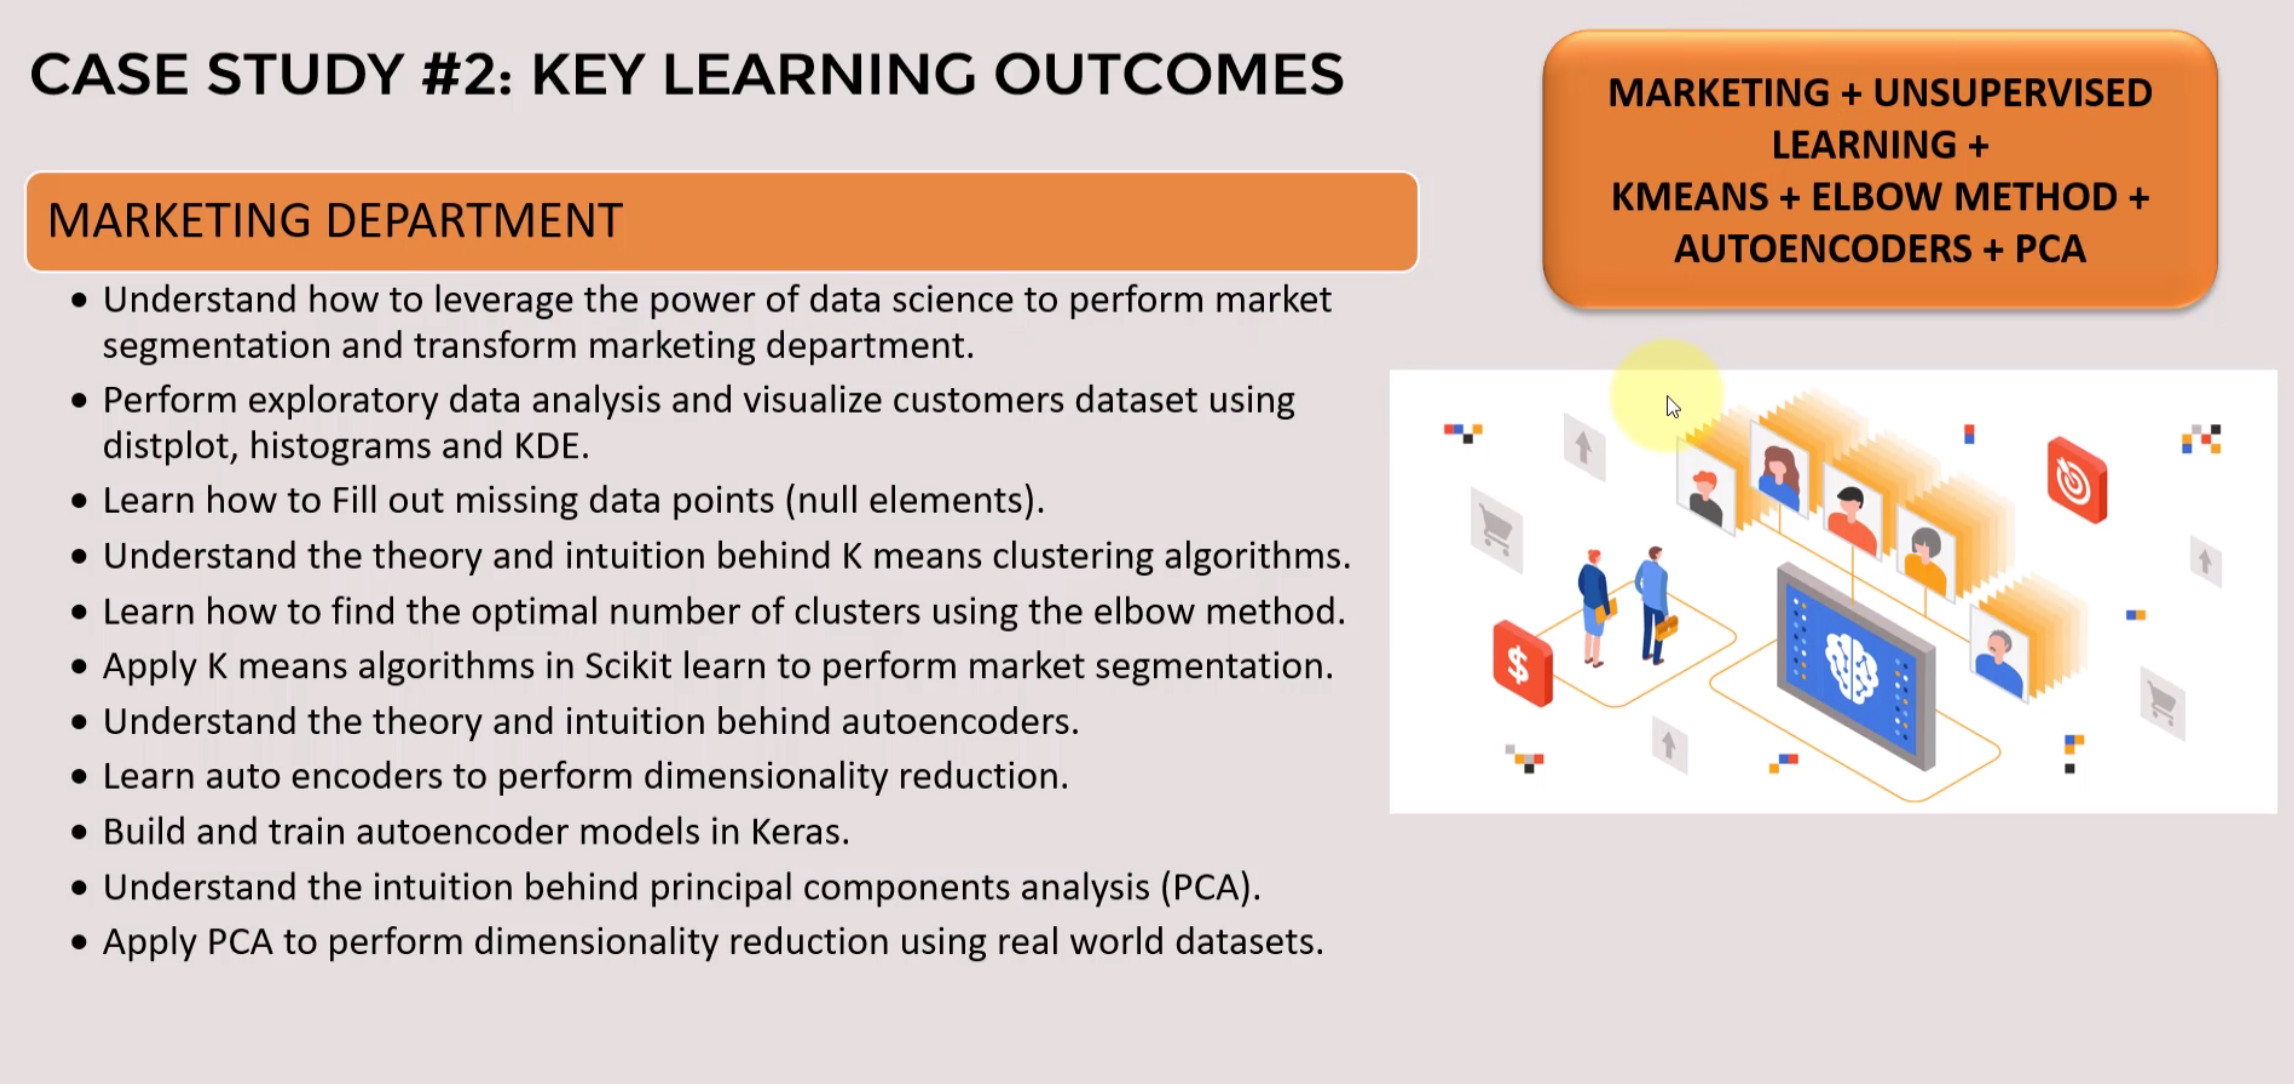 CASE STUDY #2: KEY LEARNING OUTCOMES
MARKETING + UNSUPERVISED
LEARNING +
KMEANS + ELBOW METHOD +
AUTOENCODERS + PCA
MARKETING DEPARTMENT
• Understand how to leverage the power of data science to perform market
segmentation and transform marketing department.
• Perform exploratory data analysis and visualize customers dataset using
distplot, histograms and KDE.
• Learn how to Fill out missing data points (null elements).
• Understand the theory and intuition behind K means clustering algorithms.
• Learn how to find the optimal number of clusters using the elbow method.
• Apply K means algorithms in Scikit learn to perform market segmentation.
• Understand the theory and intuition behind autoencoders.
• Learn auto encoders to perform dimensionality reduction.
• Build and train autoencoder models in Keras.
• Understand the intuition behind principal components analysis (PCA).
• Apply PCA to perform dimensionality reduction using real world datasets.
$